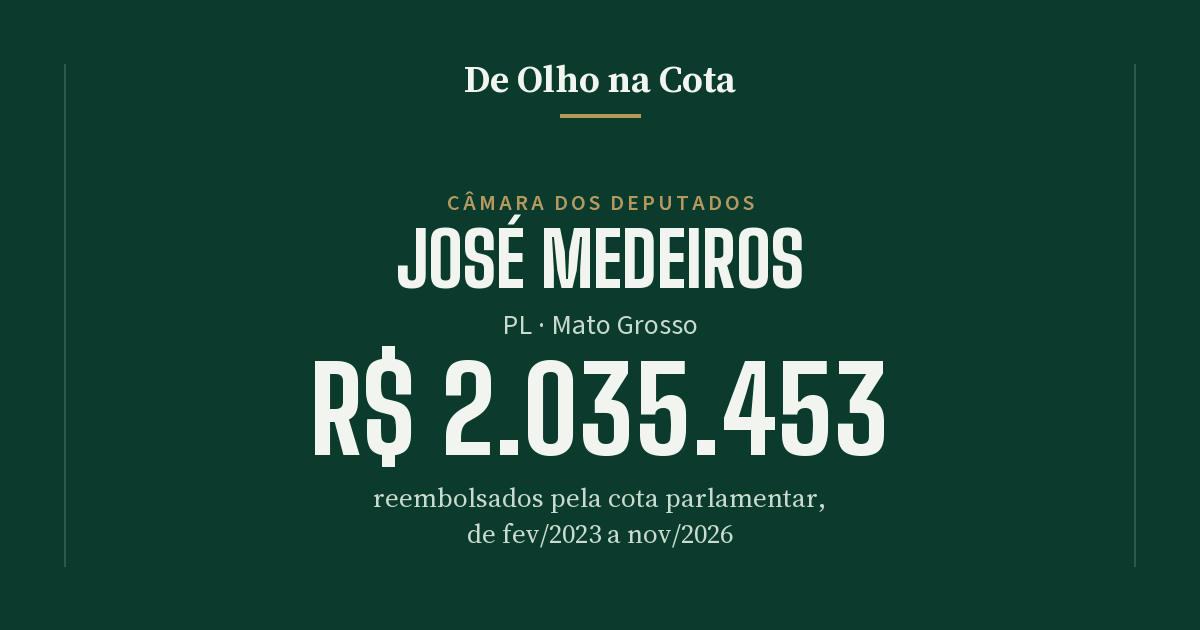 De Olho na Cota
CÂMARA DOS DEPUTADOS
JOSÉ MEDEIROS
PL · Mato Grosso
R$ 2.035.453
reembolsados pela cota parlamentar,
de fev/2023 a nov/2026